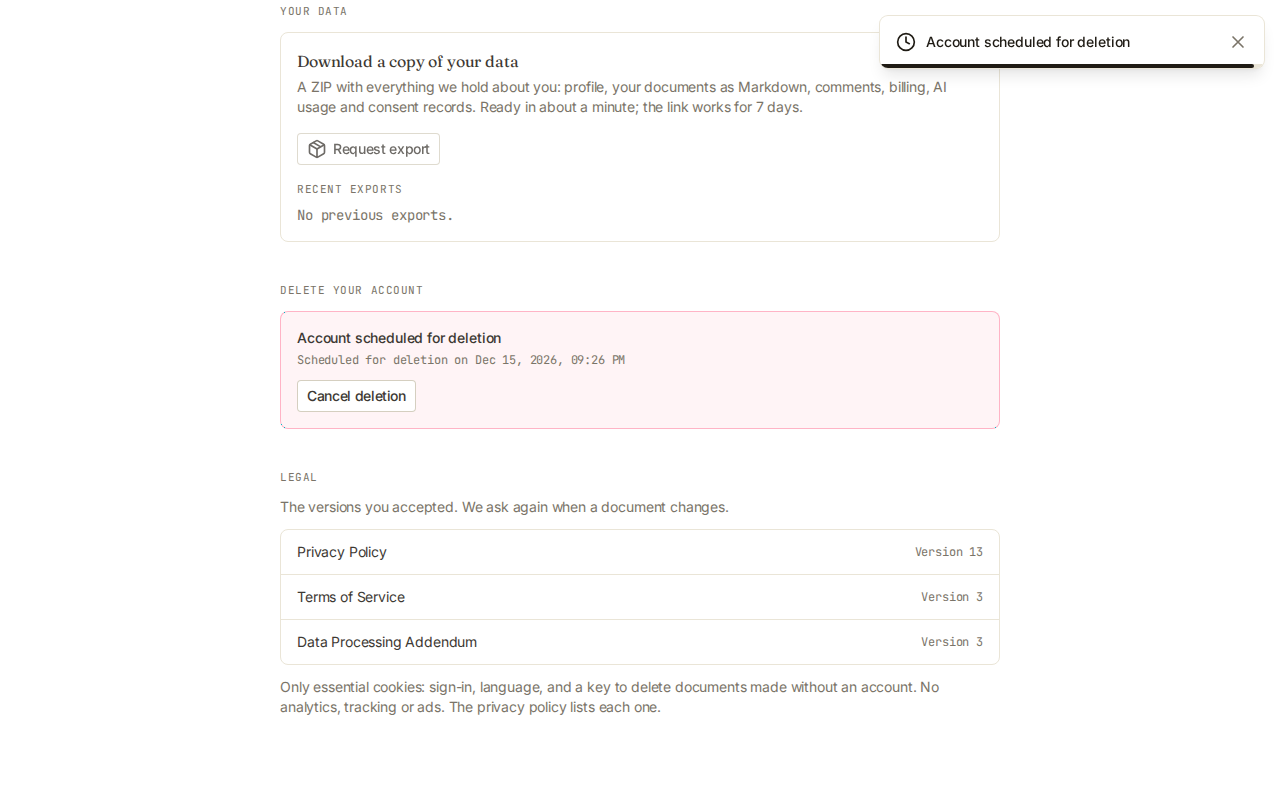 YOUR DATA
Account scheduled for deletion
Download a copy of your data
A ZIP with everything we hold about you: profile, your documents as Markdown, comments, billing, AI
usage and consent records. Ready in about a minute; the link works for 7 days.
Request export
RECENT EXPORTS
No previous exports.
DELETE YOUR ACCOUNT
Account scheduled for deletion
Scheduled for deletion on Dec 15, 2026, 09:26 PM
Cancel deletion
LEGAL
The versions you accepted. We ask again when a document changes.
Privacy Policy Version 13
Terms of Service Version 3
Data Processing Addendum Version 3
Only essential cookies: sign-in, language, and a key to delete documents made without an account. No
analytics, tracking or ads. The privacy policy lists each one.